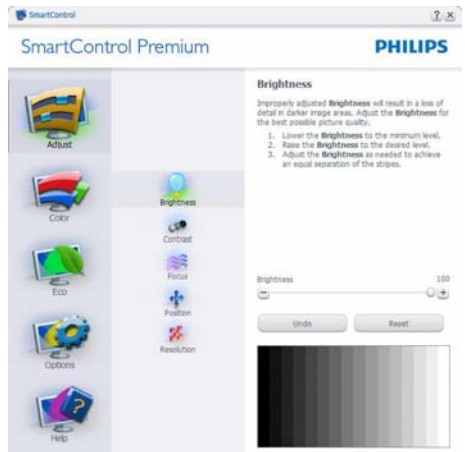 SmartControl
? x
SmartControl Premium
PHILIPS
Adjust
Color
Eco
Options
Help
Brightness
Contrast
Focus
Position
Resolution
Brightness
Improperly adjusted Brightness will result in a loss of
detail in darker image areas. Adjust the Brightness for
the best possible picture quality.
1. Lower the Brightness to the minimum level.
2. Raise the Brightness to the desired level.
3. Adjust the Brightness as needed to achieve
an equal separation of the stripes.
Brightness 100
Undo Reset